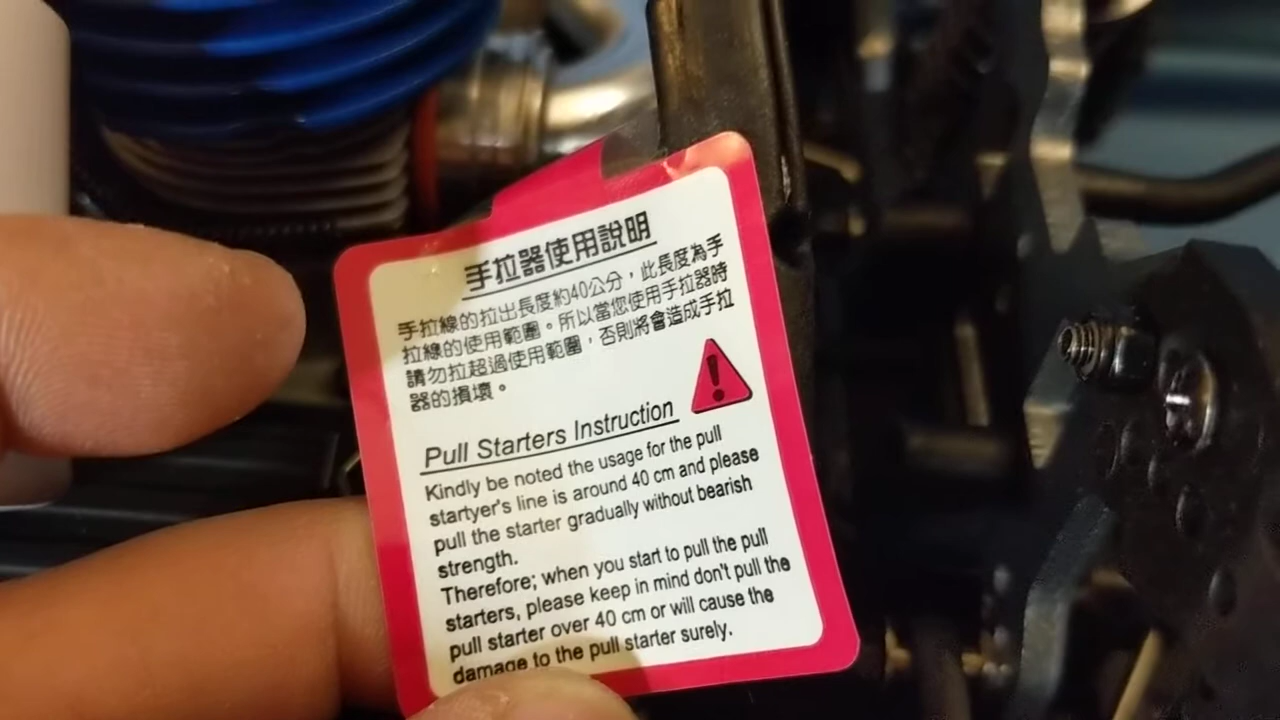 手拉器使用說明
手拉線的拉出長度約40公分，此長度為手
拉線的使用範圍。所以當您使用手拉器時
請勿拉超過使用範圍，否則將會造成手拉
器的損壞。
Pull Starters Instruction
Kindly be noted the usage for the pull
startyer's line is around 40 cm and please
pull the starter gradually without bearish
strength.
Therefore; when you start to pull the pull
starters, please keep in mind don't pull the
pull starter over 40 cm or will cause the
damage to the pull starter surely.